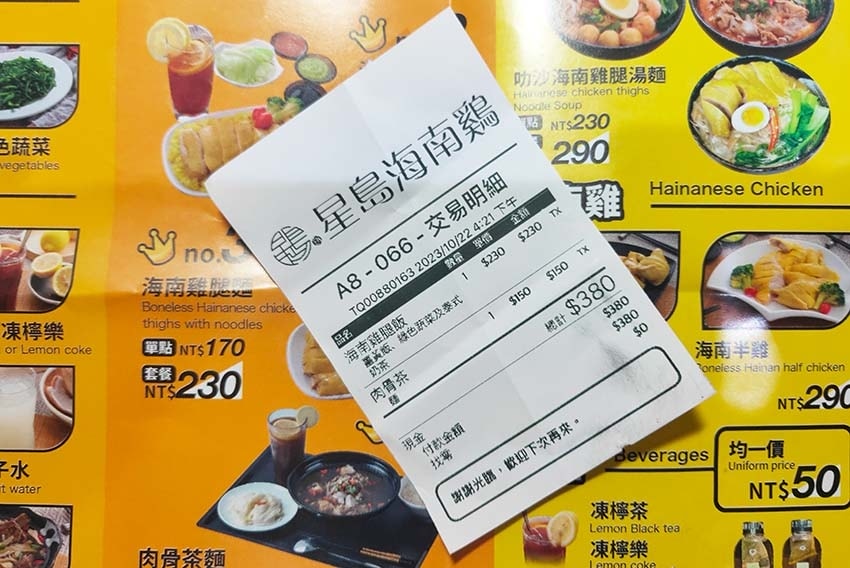 色蔬菜
vegetables
凍檸樂
or Lemon coke
子水
ut water
no.
no.3
海南雞腿麵
Boneless Hainanese chicken
thighs with noodles
單點 NT$170
套餐
NT$230
肉骨茶麵
叻沙海南雞腿湯麵
Hainanese chicken thighs
Noodle Soup
單點 NT$230
290
Hainanese Chicken
雞
海南半雞
Boneless Hainan half chicken
NT$290
Beverages
均一價
Uniform price
NT$50
凍檸茶
Lemon Black tea
凍檸樂
Lemon coke
星島海南鷄
A8 - 066 - 交易明細
TQ00880163 2023/10/22 4:21 下午
品名 數量 單價 金額
海南雞腿飯 1 $230 $230 TX
薑黃飯、綠色蔬菜及泰式
奶茶
肉骨茶 1 $150 $150 TX
麵
總計 $380
現金 $380
付款金額 $380
找零 $0
謝謝光臨，歡迎下次再來。